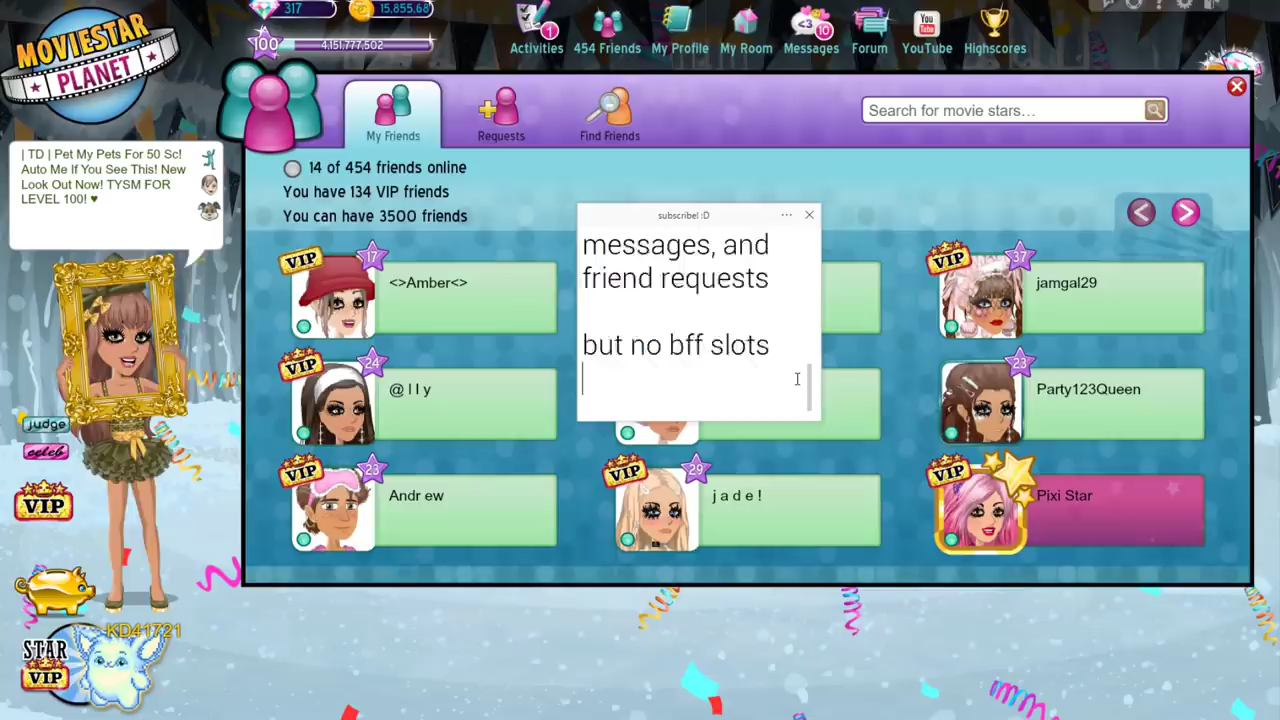 317
15.855.68
100
4,151,777,502
MOVIESTAR
PLANET
1
<3
10
You
Tube
Activities
454 Friends
My Profile
My Room
Messages
Forum
YouTube
Highscores
My Friends
Requests
Find Friends
Search for movie stars...
| TD | Pet My Pets For 50 Sc!
Auto Me If You See This! New
Look Out Now! TYSM FOR
LEVEL 100! ♥
14 of 454 friends online
You have 134 VIP friends
You can have 3500 friends
subscribe! :D
messages, and
friend requests
but no bff slots
VIP
17
<>Amber<>
VIP
37
jamgal29
VIP
24
@ l l y
23
Party123Queen
VIP
23
Andr ew
VIP
29
j a d e !
VIP
Pixi Star
judge
celeb
VIP
KD41721
STAR
VIP